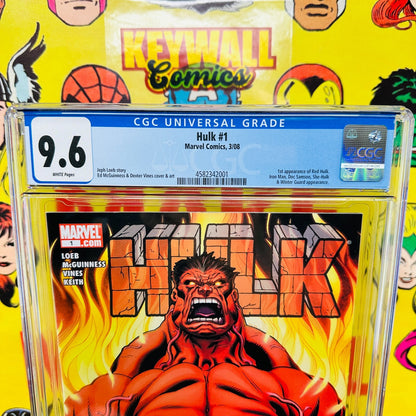 KEYWALL
Comics
CGC UNIVERSAL GRADE
9.6
WHITE Pages
Hulk #1
Marvel Comics, 3/08
Jeph Loeb story
Ed McGuinness & Dexter Vines cover & art
4582342001
1st appearance of Red Hulk.
Iron Man, Doc Samson, She-Hulk
& Winter Guard appearance.
CGC
MARVEL
1 .com
LOEB
McGUINNESS
VINES
KEITH
HULK